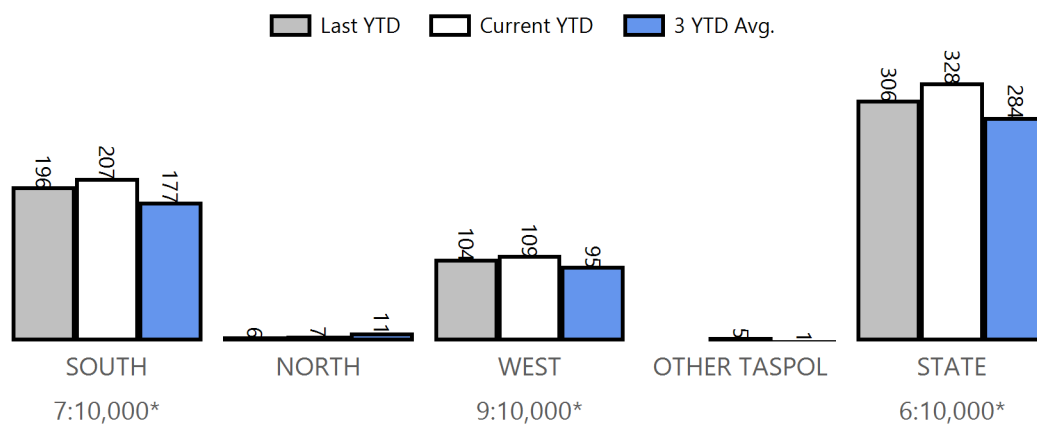 Last YTD Current YTD 3 YTD Avg.
196 207 177 6 7 11 104 109 95 5 1 306 328 284
SOUTH NORTH WEST OTHER TASPOL STATE
7:10,000* 9:10,000* 6:10,000*